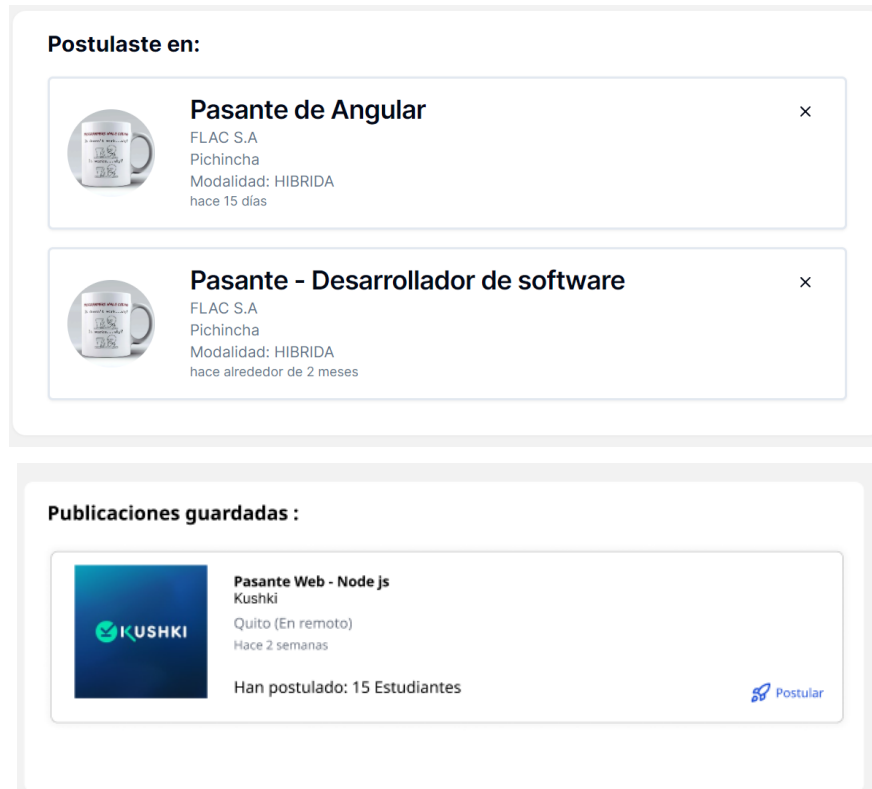 Postulaste en:
Pasante de Angular
FLAC S.A
Pichincha
Modalidad: HIBRIDA
hace 15 días
Pasante - Desarrollador de software
FLAC S.A
Pichincha
Modalidad: HIBRIDA
hace alrededor de 2 meses
Publicaciones guardadas :
KUSHKI
Pasante Web - Node js
Kushki
Quito (En remoto)
Hace 2 semanas
Han postulado: 15 Estudiantes
Postular